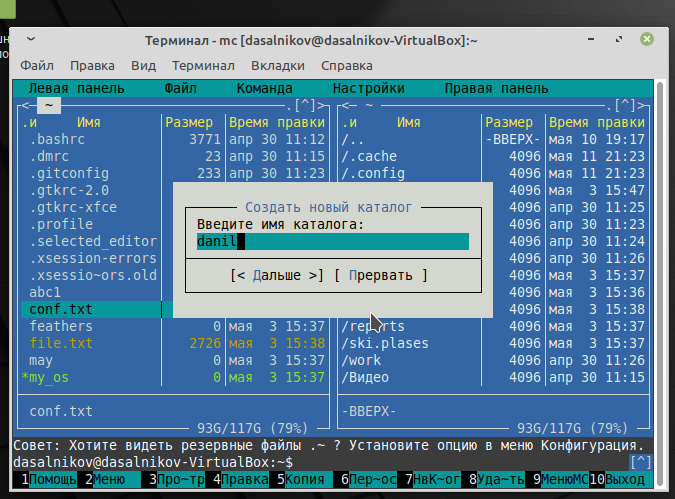 Терминал - mc [dasalnikov@dasalnikov-VirtualBox]:~
Файл Правка Вид Терминал Вкладки Справка
Левая панель Файл Команда Настройки Правая панель
<─ ~ .[^]> <─ ~ .[^]>
.и Имя Размер Время правки .и Имя Размер Время правки
.bashrc 3771 апр 30 11:12 /.. -ВВЕРХ- мая 10 19:17
.dmrc 23 апр 30 11:15 /.cache 4096 мая 11 21:23
.gitconfig 233 апр 30 11:23 /.config 4096 мая 11 21:23
.gtkrc-2.0 4096 мая 3 15:47
.gtkrc-xfce 4096 апр 30 11:25
.profile 4096 апр 30 11:23
.selected_editor 4096 апр 30 11:24
.xsession-errors 4096 апр 30 11:26
.xsessio~ors.old 4096 мая 3 15:37
abc1 4096 мая 3 15:36
conf.txt 4096 мая 3 15:38
Создать новый каталог
Введите имя каталога:
danil
[< Дальше >] [ Прервать ]
feathers 0 мая 3 15:37 /reports 4096 мая 3 15:37
file.txt 2726 мая 3 15:38 /ski.plases 4096 мая 3 15:37
may 0 мая 3 15:37 /work 4096 апр 30 11:26
*my_os 0 мая 3 15:37 /Видео 4096 апр 30 11:15
conf.txt -ВВЕРХ-
93G/117G (79%) 93G/117G (79%)
Совет: Хотите видеть резервные файлы .~ ? Установите опцию в меню Конфигурация.
dasalnikov@dasalnikov-VirtualBox:~$ [^]
1Помощь 2Меню 3Про~тр 4Правка 5Копия 6Пер~ос 7НвК~ог 8Уда~ть 9МенюMC 10Выход